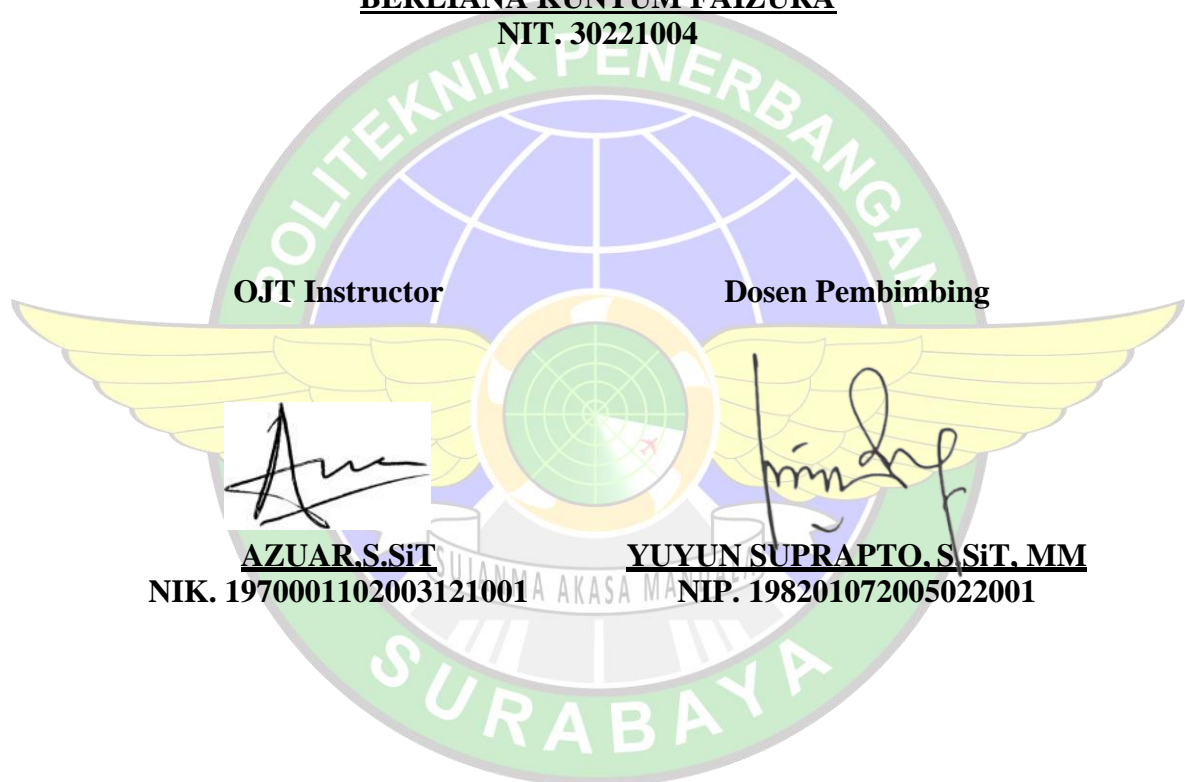 BERLIANA KUNTUM FAIZURA
NIT. 30221004
POLITEKNIK PENERBANGAN
OJT Instructor
Dosen Pembimbing
AZUAR,S.SiT
YUYUN SUPRAPTO, S.SiT, MM
NIK. 1970001102003121001
NIP. 198201072005022001
SURABAYA